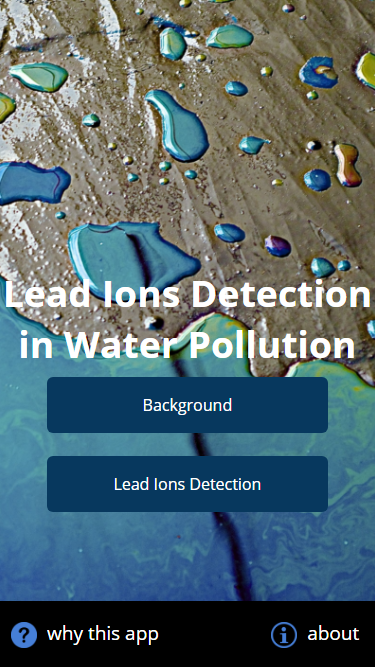 Lead Ions Detection
in Water Pollution
Background
Lead Ions Detection
? why this app
i about